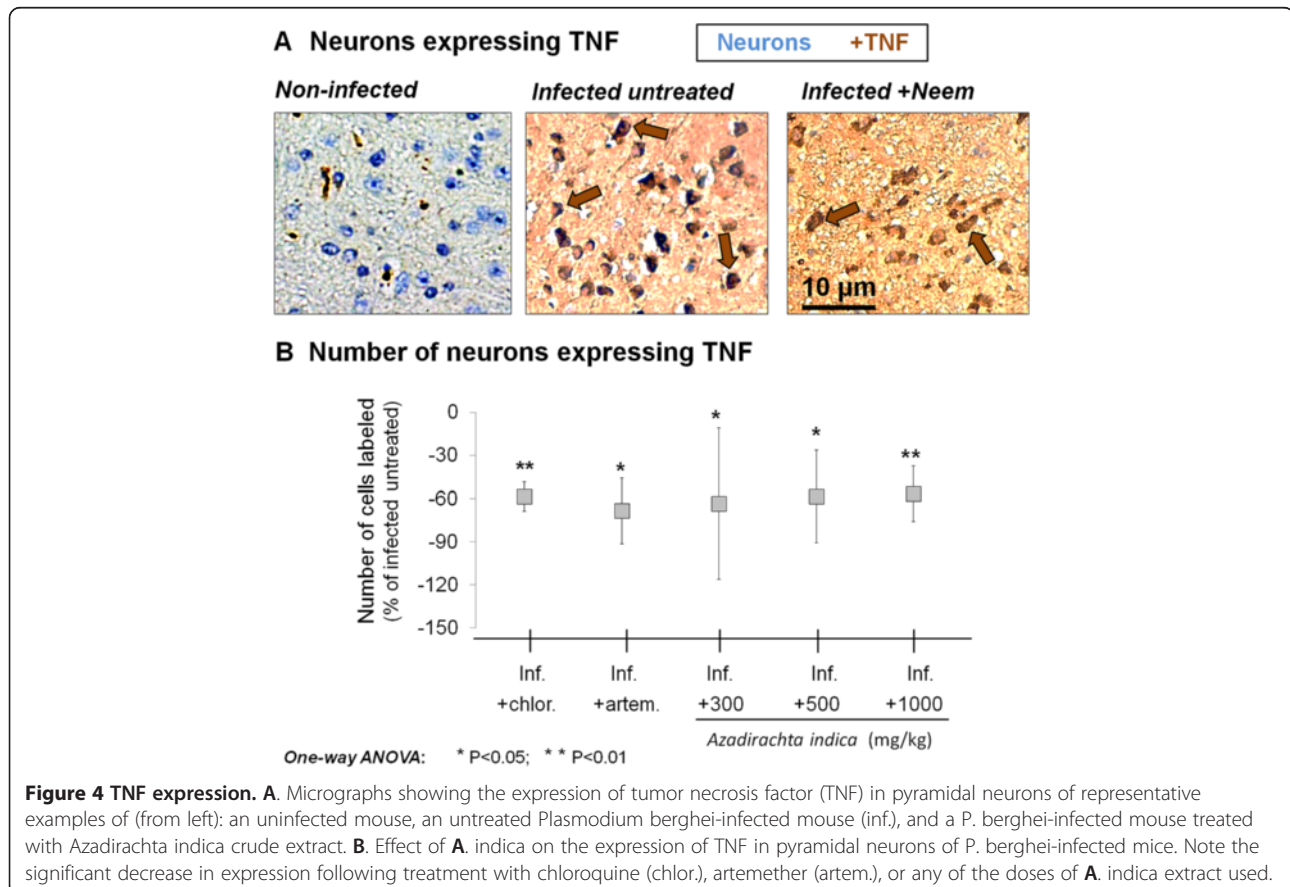 A Neurons expressing TNF
Neurons +TNF
Non-infected Infected untreated Infected +Neem
10 µm
B Number of neurons expressing TNF
Number of cells labeled
(% of infected untreated)
0
-30
-60
-90
-120
-150
** * * * **
Inf. Inf. Inf. Inf. Inf.
+chlor. +artem. +300 +500 +1000
Azadirachta indica (mg/kg)
One-way ANOVA: * P<0.05; * * P<0.01
Figure 4 TNF expression. A. Micrographs showing the expression of tumor necrosis factor (TNF) in pyramidal neurons of representative
examples of (from left): an uninfected mouse, an untreated Plasmodium berghei-infected mouse (inf.), and a P. berghei-infected mouse treated
with Azadirachta indica crude extract. B. Effect of A. indica on the expression of TNF in pyramidal neurons of P. berghei-infected mice. Note the
significant decrease in expression following treatment with chloroquine (chlor.), artemether (artem.), or any of the doses of A. indica extract used.